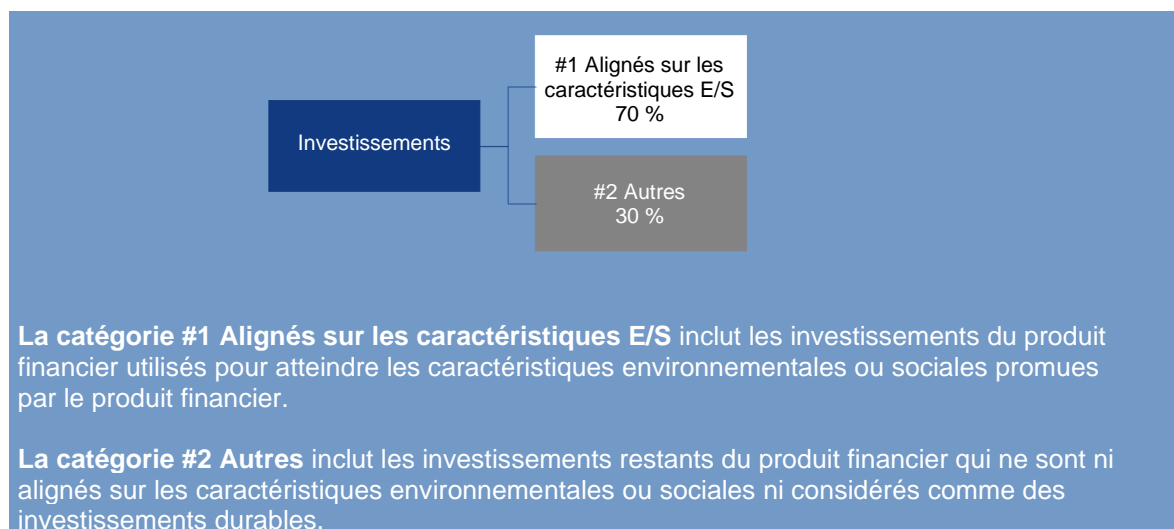 #1 Alignés sur les
caractéristiques E/S
70 %
Investissements
#2 Autres
30 %
La catégorie #1 Alignés sur les caractéristiques E/S inclut les investissements du produit
financier utilisés pour atteindre les caractéristiques environnementales ou sociales promues
par le produit financier.
La catégorie #2 Autres inclut les investissements restants du produit financier qui ne sont ni
alignés sur les caractéristiques environnementales ou sociales ni considérés comme des
investissements durables.